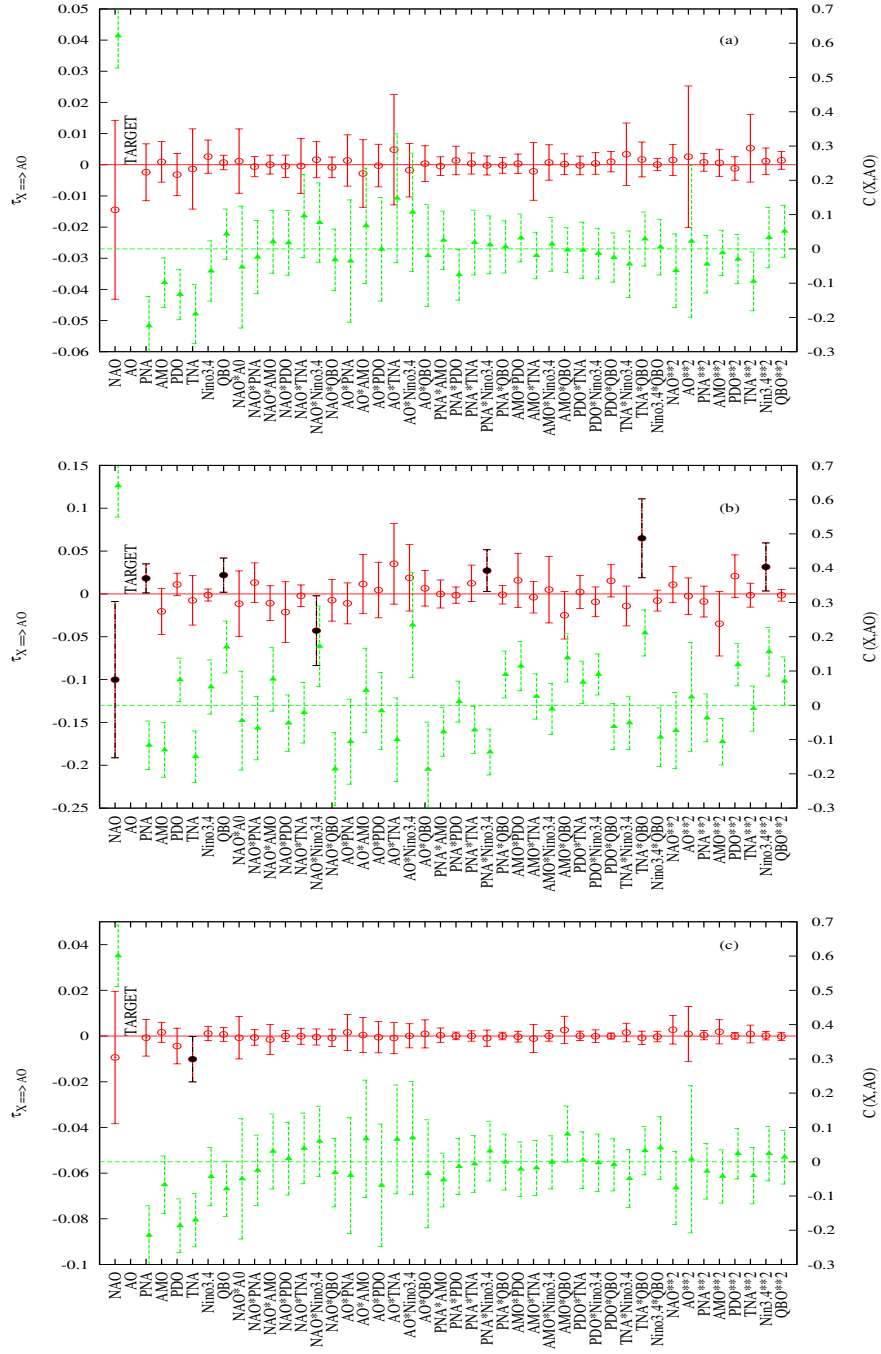 0.05
0.04
0.03
0.02
0.01
0
-0.01
-0.02
-0.03
-0.04
-0.05
-0.06
τ X ==> AO
TARGET
(a)
0.7
0.6
0.5
0.4
0.3
0.2
0.1
0
-0.1
-0.2
-0.3
C (X,AO)
NAO
AO
PNA
AMO
PDO
TNA
Nino3.4
QBO
NAO*A0
NAO*PNA
NAO*AMO
NAO*PDO
NAO*TNA
NAO*Nino3.4
NAO*QBO
AO*PNA
AO*AMO
AO*PDO
AO*TNA
AO*Nino3.4
AO*QBO
PNA*AMO
PNA*PDO
PNA*TNA
PNA*Nino3.4
PNA*QBO
AMO*PDO
AMO*TNA
AMO*Nino3.4
AMO*QBO
PDO*TNA
PDO*Nino3.4
PDO*QBO
TNA*Nino3.4
TNA*QBO
Nino3.4*QBO
NAO**2
AO**2
PNA**2
AMO**2
PDO**2
TNA**2
Nin3.4**2
QBO**2
0.15
0.1
0.05
0
-0.05
-0.1
-0.15
-0.2
-0.25
τ X ==> AO
TARGET
(b)
0.7
0.6
0.5
0.4
0.3
0.2
0.1
0
-0.1
-0.2
-0.3
C (X,AO)
NAO
AO
PNA
AMO
PDO
TNA
Nino3.4
QBO
NAO*A0
NAO*PNA
NAO*AMO
NAO*PDO
NAO*TNA
NAO*Nino3.4
NAO*QBO
AO*PNA
AO*AMO
AO*PDO
AO*TNA
AO*Nino3.4
AO*QBO
PNA*AMO
PNA*PDO
PNA*TNA
PNA*Nino3.4
PNA*QBO
AMO*PDO
AMO*TNA
AMO*Nino3.4
AMO*QBO
PDO*TNA
PDO*Nino3.4
PDO*QBO
TNA*Nino3.4
TNA*QBO
Nino3.4*QBO
NAO**2
AO**2
PNA**2
AMO**2
PDO**2
TNA**2
Nino3.4**2
QBO**2
0.04
0.02
0
-0.02
-0.04
-0.06
-0.08
-0.1
τ X ==> AO
TARGET
(c)
0.7
0.6
0.5
0.4
0.3
0.2
0.1
0
-0.1
-0.2
-0.3
C (X,AO)
NAO
AO
PNA
AMO
PDO
TNA
Nino3.4
QBO
NAO*A0
NAO*PNA
NAO*AMO
NAO*PDO
NAO*TNA
NAO*Nino3.4
NAO*QBO
AO*PNA
AO*AMO
AO*PDO
AO*TNA
AO*Nino3.4
AO*QBO
PNA*AMO
PNA*PDO
PNA*TNA
PNA*Nino3.4
PNA*QBO
AMO*PDO
AMO*TNA
AMO*Nino3.4
AMO*QBO
PDO*TNA
PDO*Nino3.4
PDO*QBO
TNA*Nino3.4
TNA*QBO
Nino3.4*QBO
NAO**2
AO**2
PNA**2
AMO**2
PDO**2
TNA**2
Nin3.4**2
QBO**2